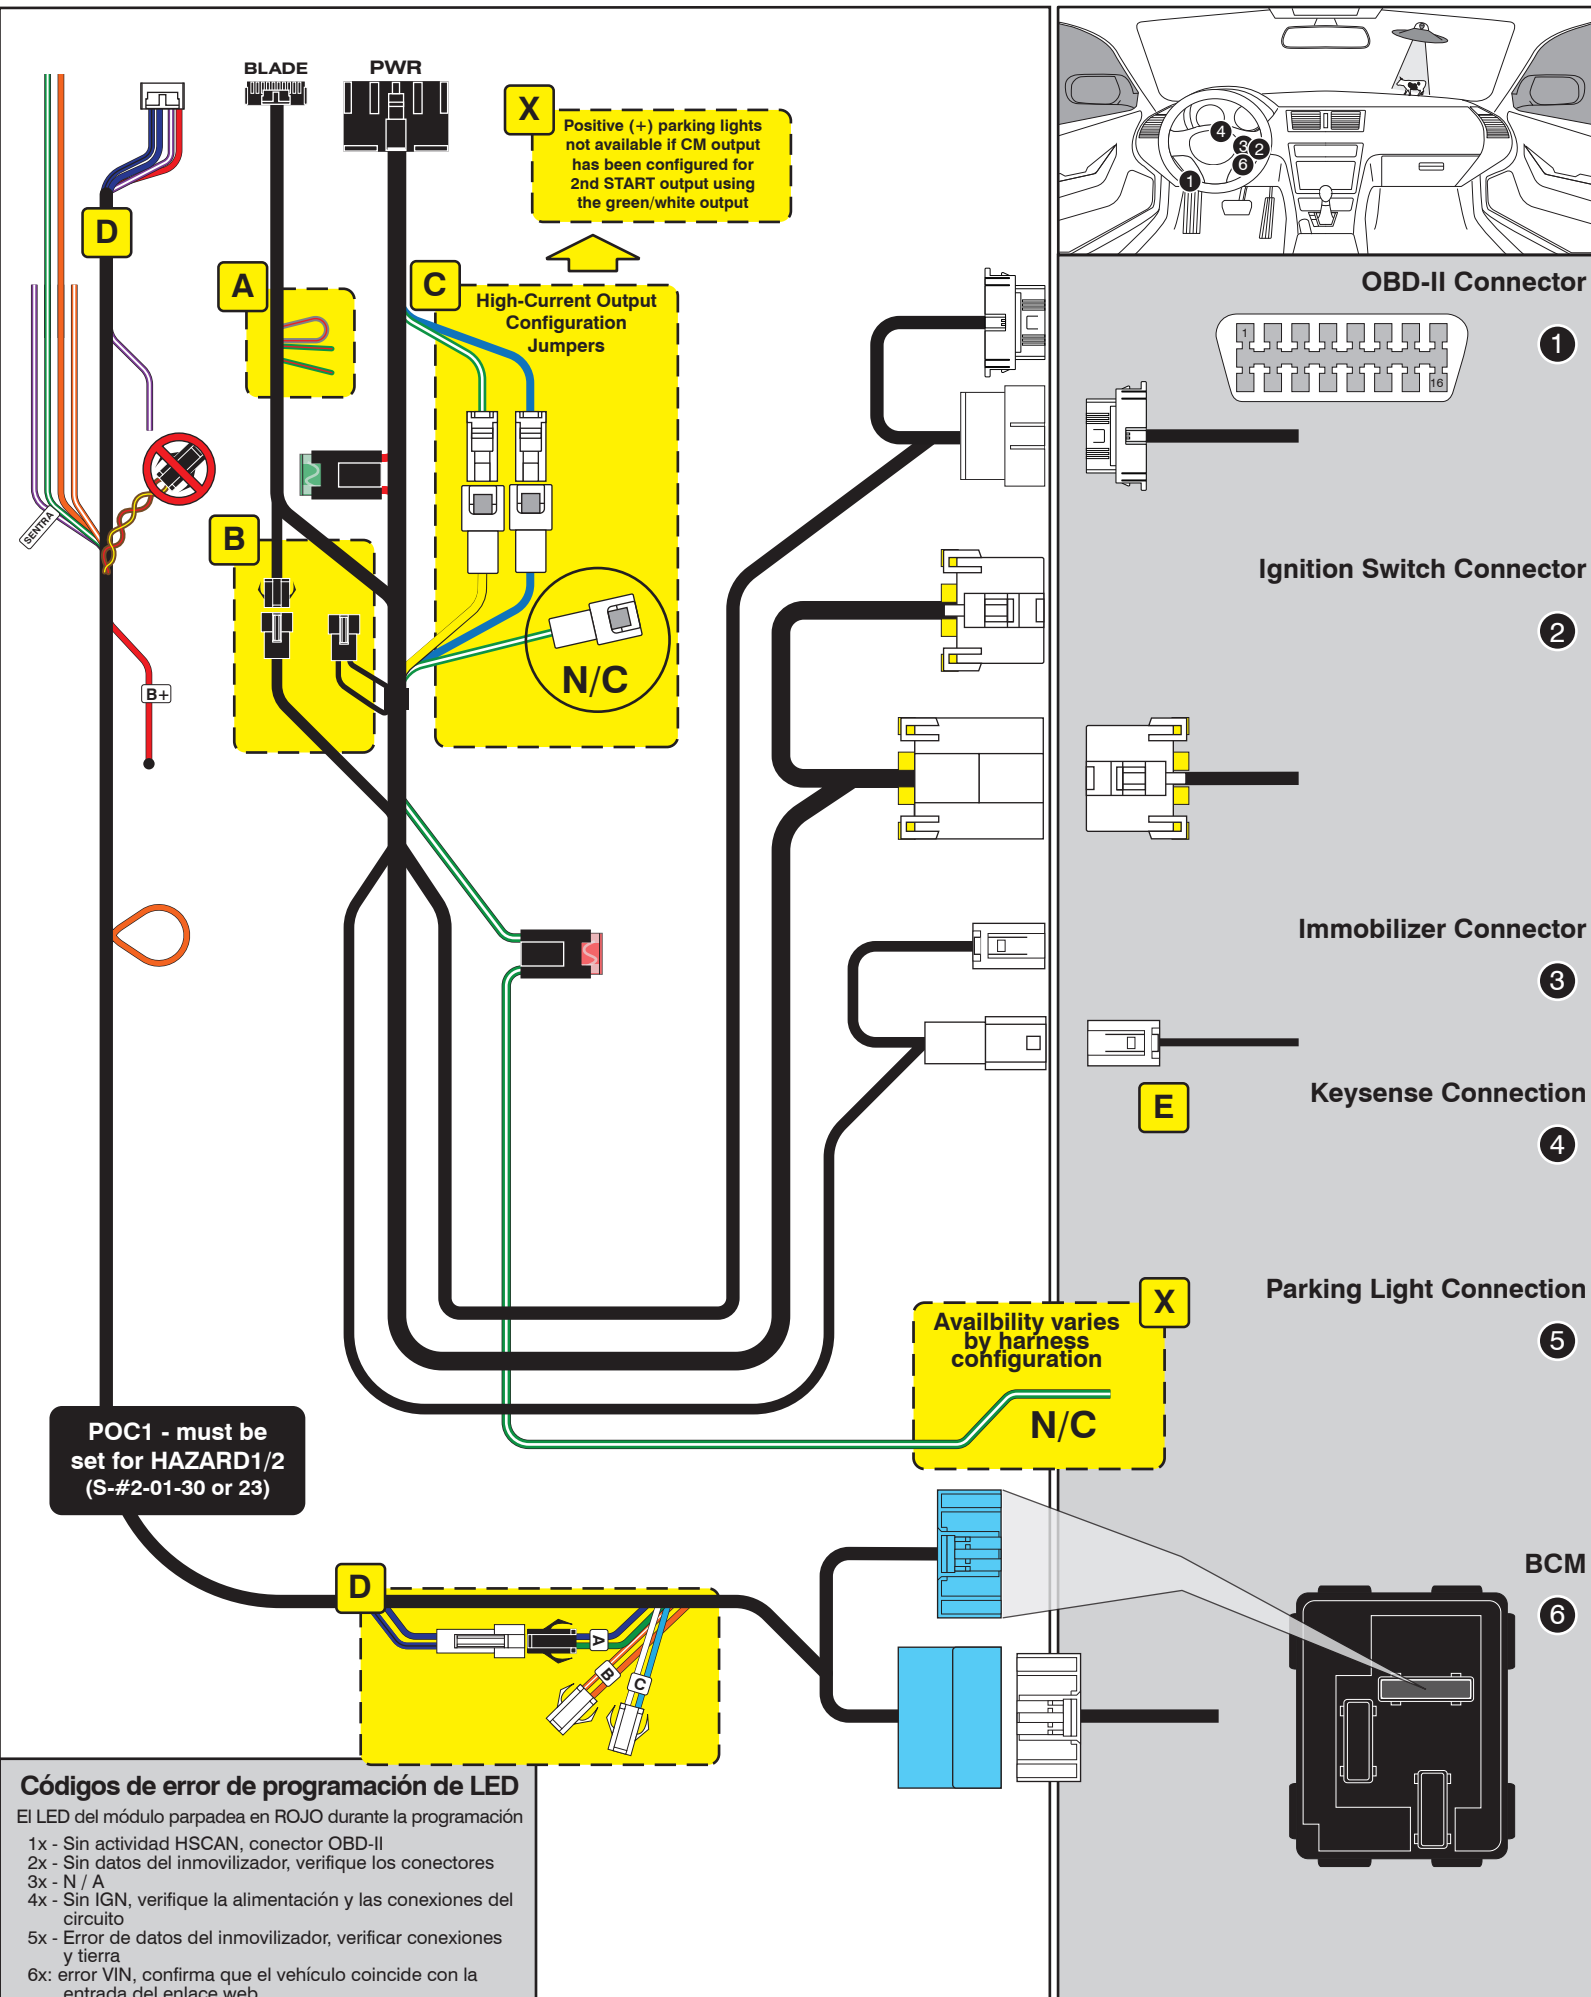 BLADE
PWR
X
Positive (+) parking lights
not available if CM output
has been configured for
2nd START output using
the green/white output
4
3
2
6
1
D
A
C
High-Current Output
Configuration
Jumpers
OBD-II Connector
1
1
16
SENTRA
B
Ignition Switch Connector
2
N/C
B+
Immobilizer Connector
3
E
Keysense Connection
4
X
Parking Light Connection
5
Availbility varies
by harness
configuration
N/C
POC1 - must be
set for HAZARD1/2
(S-#2-01-30 or 23)
BCM
6
D
A
B
C
Códigos de error de programación de LED
El LED del módulo parpadea en ROJO durante la programación
1x - Sin actividad HSCAN, conector OBD-II
2x - Sin datos del inmovilizador, verifique los conectores
3x - N / A
4x - Sin IGN, verifique la alimentación y las conexiones del
circuito
5x - Error de datos del inmovilizador, verificar conexiones
y tierra
6x: error VIN, confirma que el vehículo coincide con la
entrada del enlace web